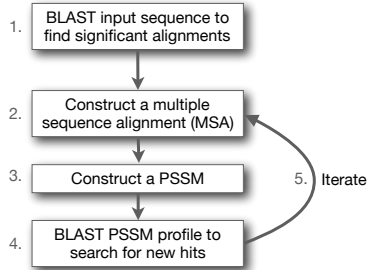 1.
BLAST input sequence to
find significant alignments
2.
Construct a multiple
sequence alignment (MSA)
3.
Construct a PSSM
5. Iterate
4.
BLAST PSSM profile to
search for new hits